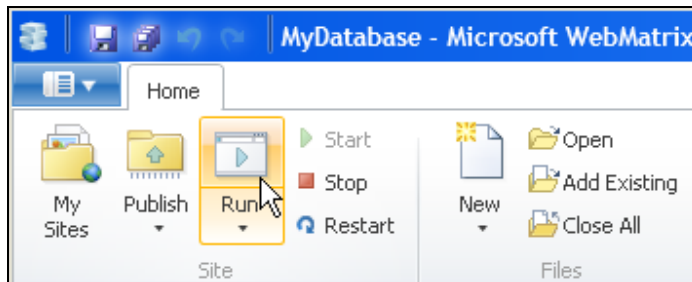 MyDatabase - Microsoft WebMatrix
Home
My Sites
Publish
Run
Start
Stop
Restart
Site
New
Open
Add Existing
Close All
Files